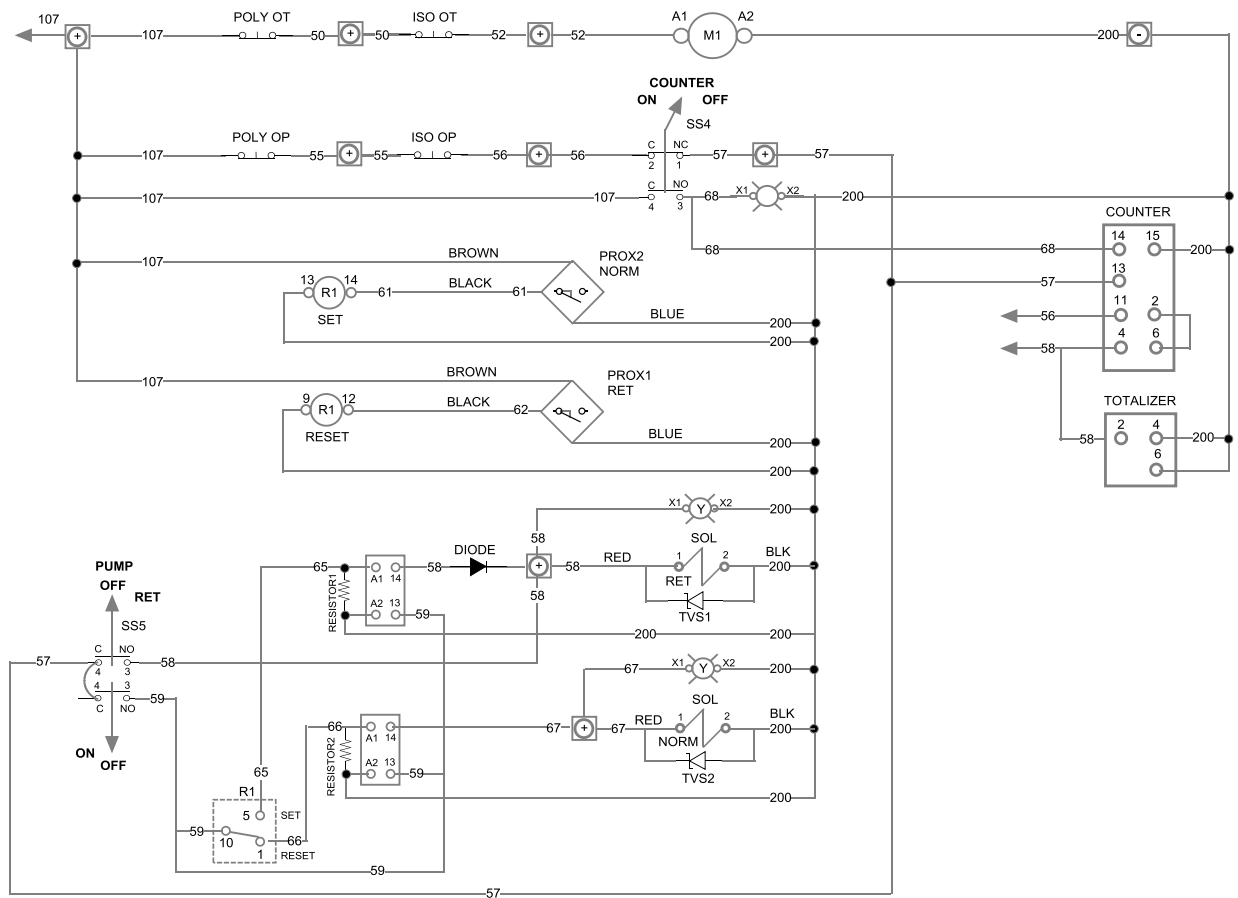 107 POLY OT ISO OT A1 A2
+ 107 50 + 50 52 + 52 M1 200 -
COUNTER
ON OFF
SS4
POLY OP ISO OP C NC
107 55 + 55 56 + 56 2 1 57 + 57
C NO
107 107 4 3 68 X1 X2 200
COUNTER
14 15
68 68 200
107 BROWN PROX2
NORM
13 14 BLACK
R1 61 61
SET
BLUE
200
200
13
57
11 2
56
4 6
58
107 BROWN PROX1
RET
9 12 BLACK
R1 62
RESET
BLUE
200
200
TOTALIZER
2 4
58 200
6
X1 Y X2 200
58
DIODE SOL
65 A1 14 58 + 58 RED 1 2 BLK
200
RET
RESISTOR1
A2 13 59
58
TVS1
200 200
PUMP
OFF
RET
SS5
57 C NO 58
4 3
4 3
C NO 59
ON OFF
67 X1 Y X2 200
SOL
66 A1 14 67 + 67 RED 1 2 BLK
200
NORM
RESISTOR2
A2 13 59
TVS2
200
65
R1
5 SET
59 10 66
1 RESET
59
57